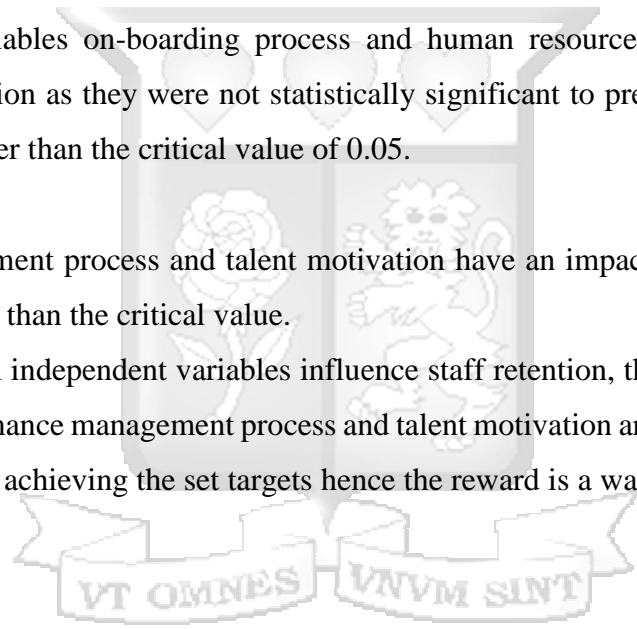 ables on-boarding process and human resource
ion as they were not statistically significant to pre
er than the critical value of 0.05.
ment process and talent motivation have an impac
than the critical value.
independent variables influence staff retention, th
nance management process and talent motivation ar
achieving the set targets hence the reward is a wa
VT OMNES VNVM SINT